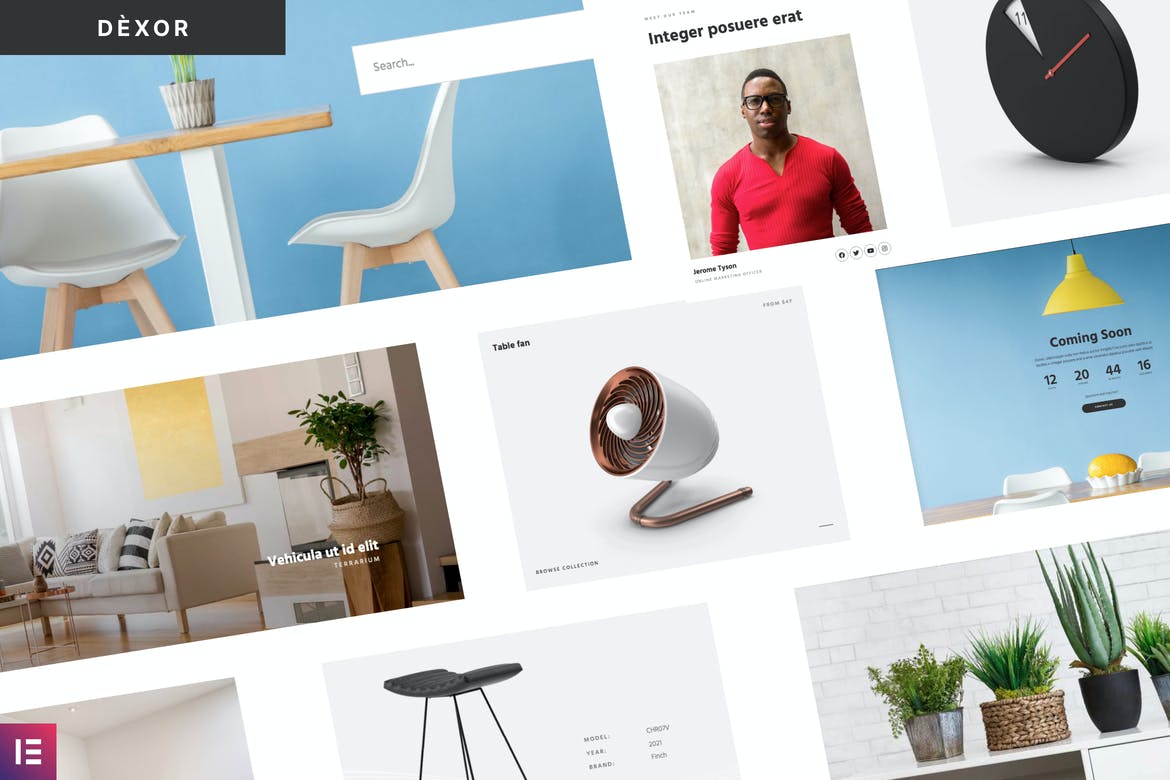 DÈXOR
Search...
MEET OUR TEAM
Integer posuere erat
11
Jerome Tyson
ONLINE MARKETING OFFICER
Table fan
FROM $47
BROWSE COLLECTION
Coming Soon
12 20 44 16
CONTACT US
Vehicula ut id elit
TERRARIUM
MODEL: CHR07V
YEAR: 2021
BRAND: Finch